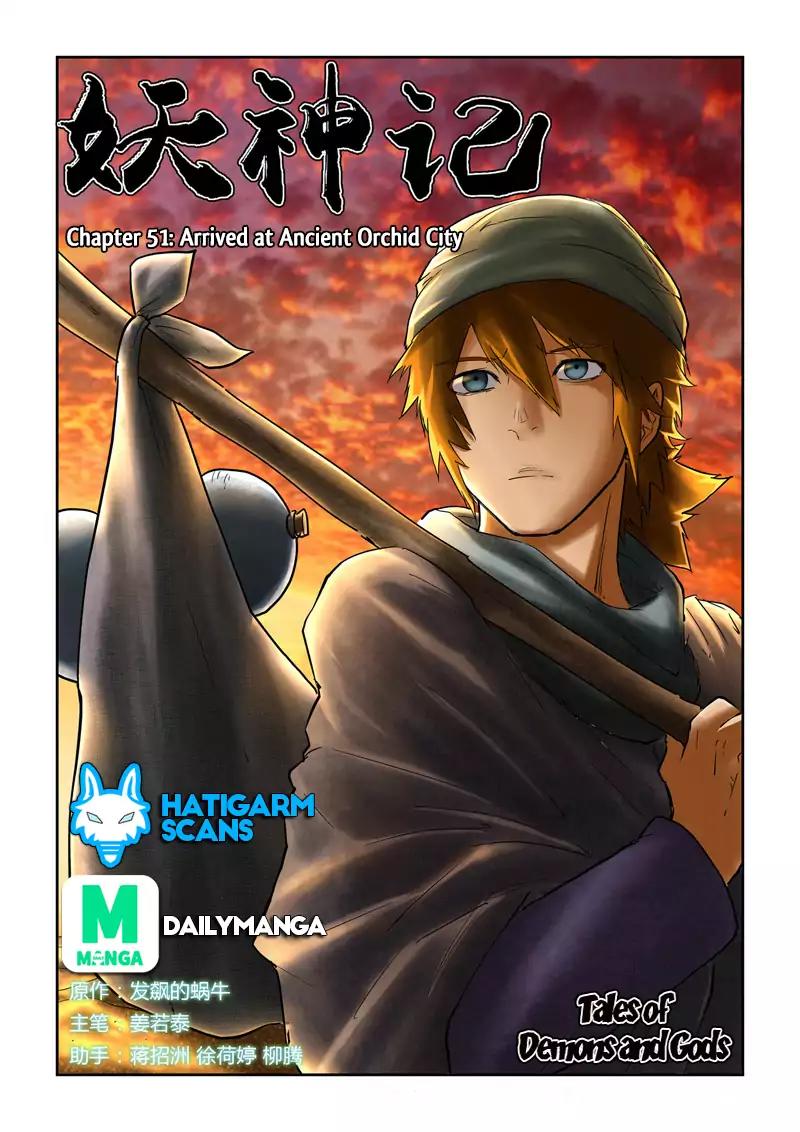 妖神记
Chapter 51: Arrived at Ancient Orchid City
HATIGARM
SCANS
M
MANGA
DAILYMANGA
原作：发飙的蜗牛
主笔：姜若泰
助手：蒋招洲 徐荷婷 柳腾
Tales of
Demons and Gods